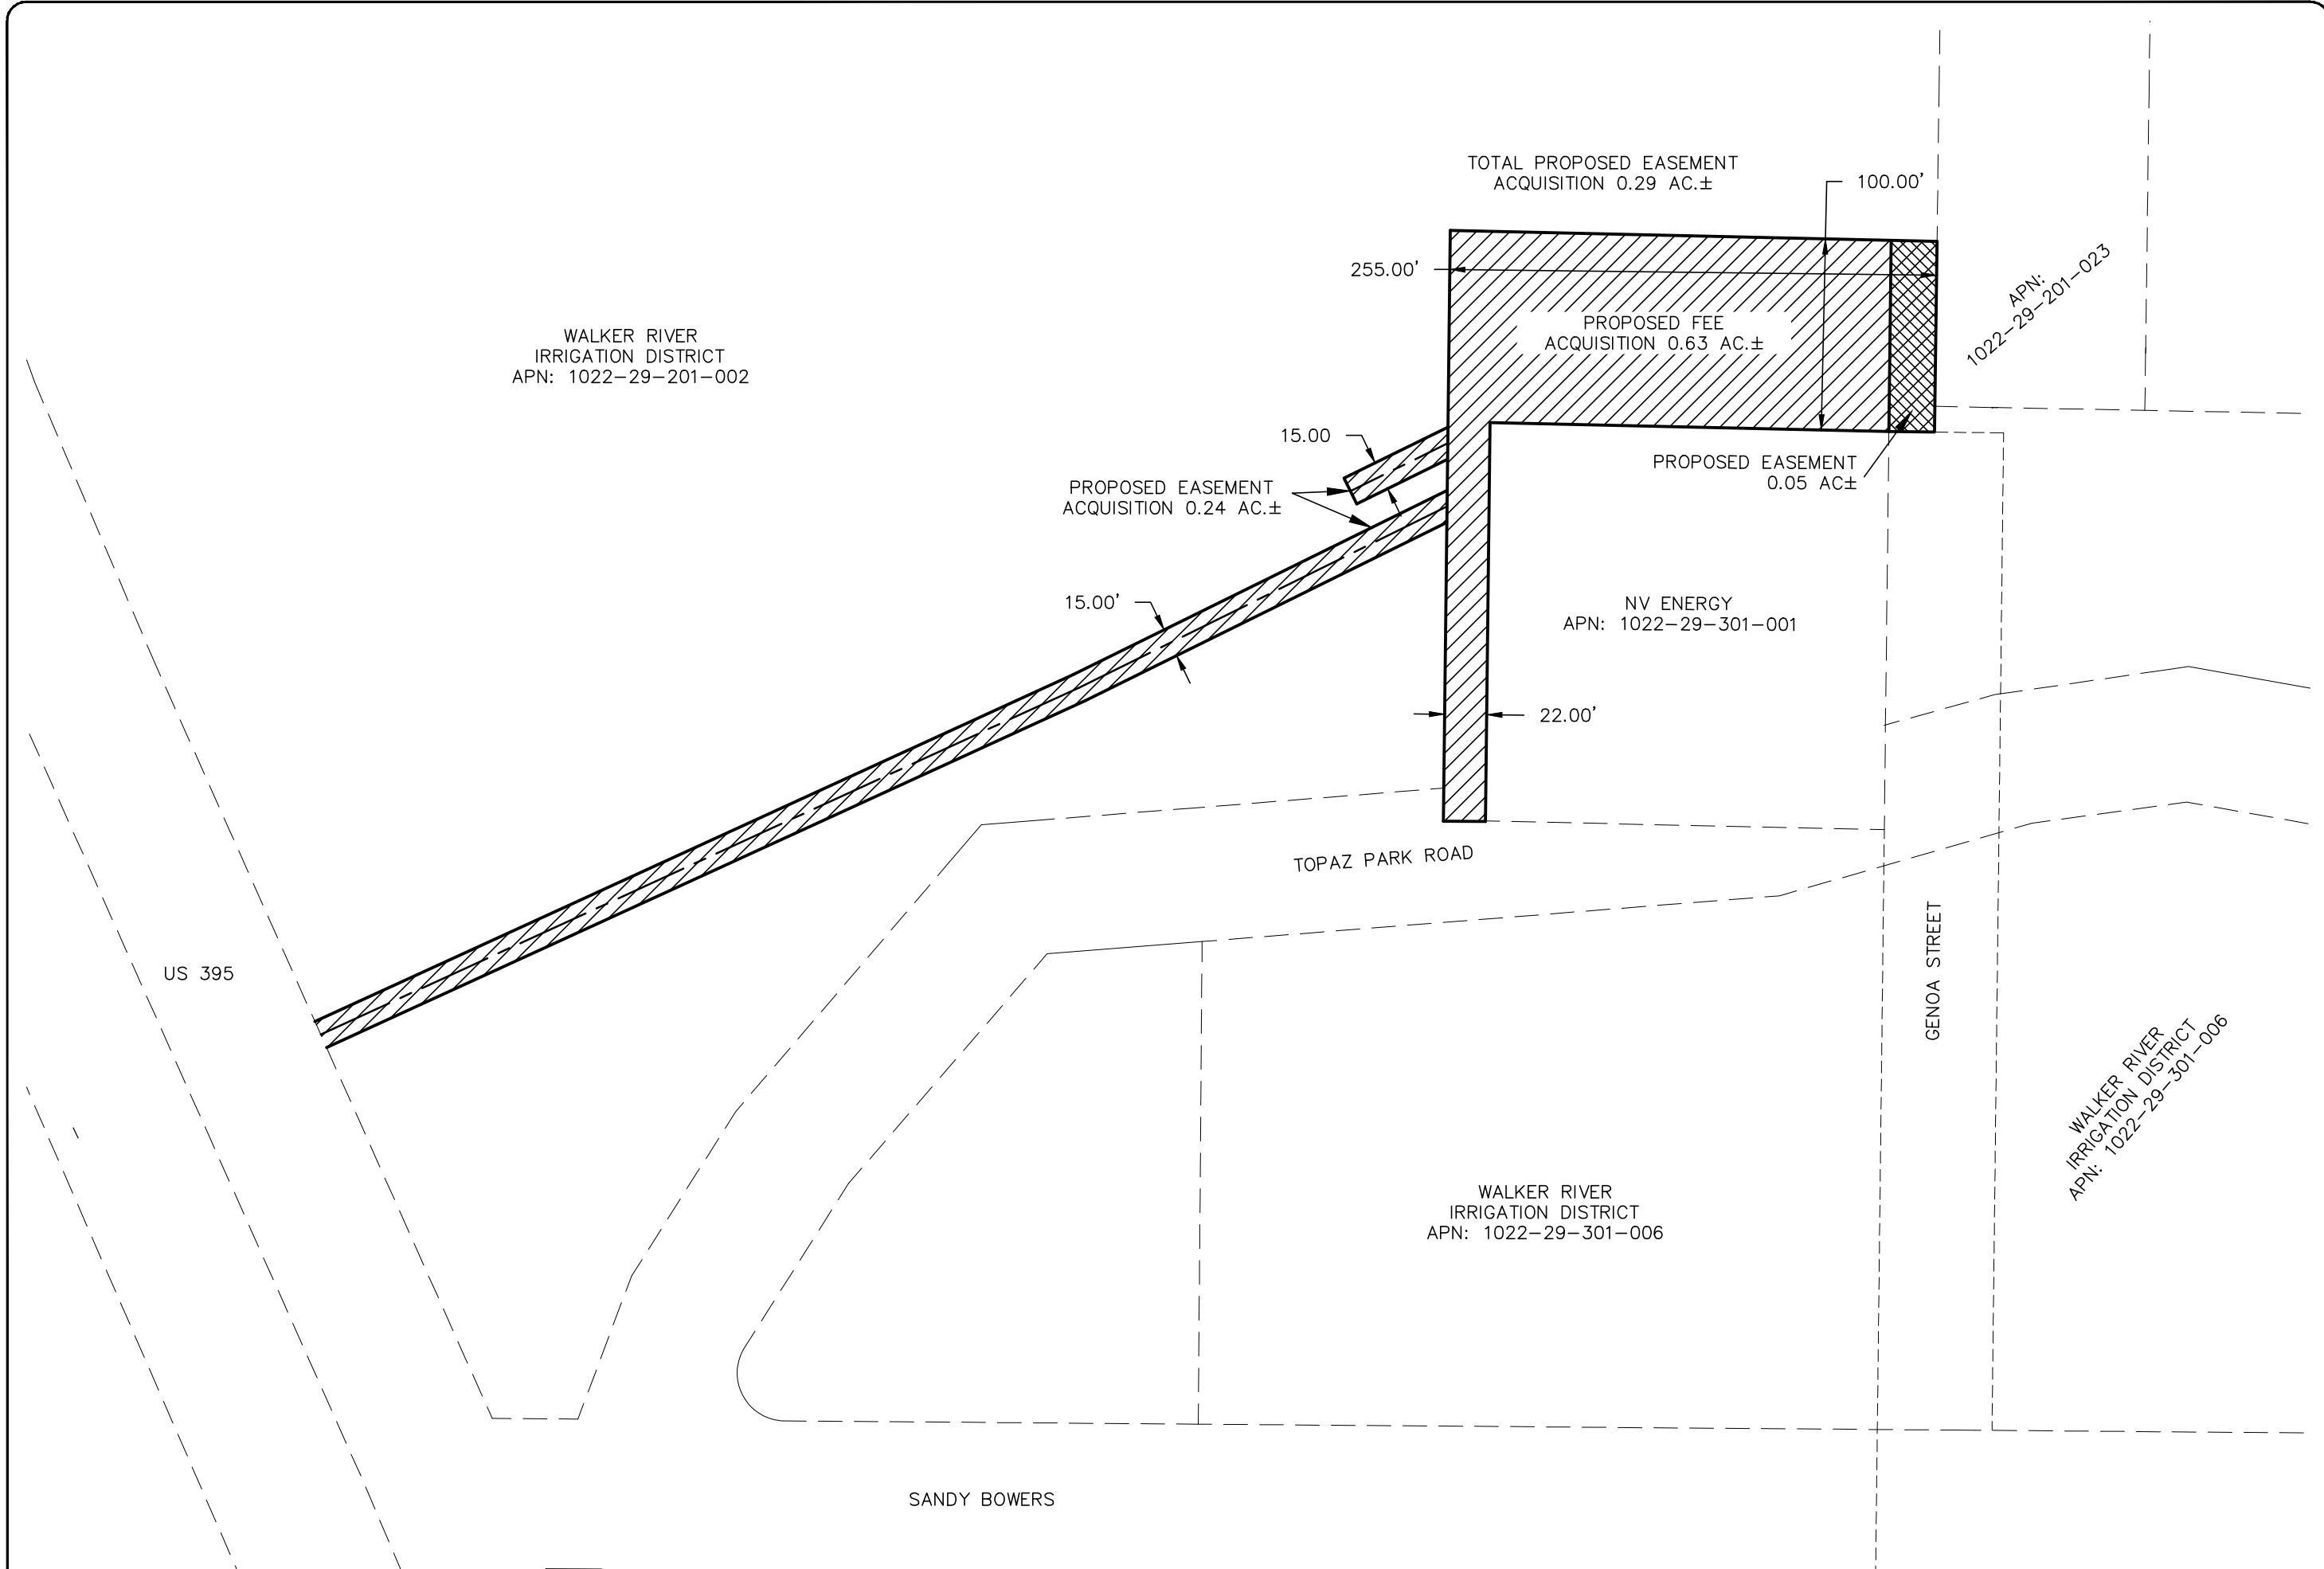 TOTAL PROPOSED EASEMENT
ACQUISITION 0.29 AC.±
100.00'
255.00'
APN:
1022-29-201-023
PROPOSED FEE
ACQUISITION 0.63 AC.±
WALKER RIVER
IRRIGATION DISTRICT
APN: 1022-29-201-002
15.00
PROPOSED EASEMENT
0.05 AC±
PROPOSED EASEMENT
ACQUISITION 0.24 AC.±
15.00'
NV ENERGY
APN: 1022-29-301-001
22.00'
TOPAZ PARK ROAD
US 395
GENOA STREET
WALKER RIVER
IRRIGATION DISTRICT
APN: 1022-29-301-006
WALKER RIVER
IRRIGATION DISTRICT
APN: 1022-29-301-006
SANDY BOWERS